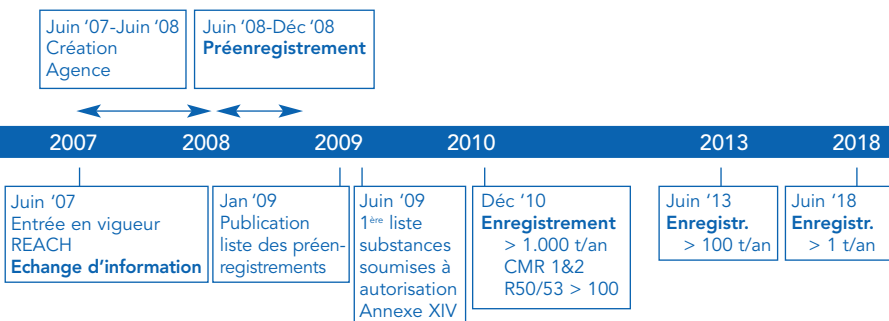 Juin ‘07-Juin ‘08
Création
Agence
Juin ‘08-Déc ‘08
Préenregistrement
2007 2008 2009 2010 2013 2018
Juin ‘07
Entrée en vigueur
REACH
Echange d’information
Jan ‘09
Publication
liste des préen-
registrements
Juin ‘09
1ère liste
substances
soumises à
autorisation
Annexe XIV
Déc ‘10
Enregistrement
> 1.000 t/an
CMR 1&2
R50/53 > 100
Juin ‘13
Enregistr.
> 100 t/an
Juin ‘18
Enregistr.
> 1 t/an